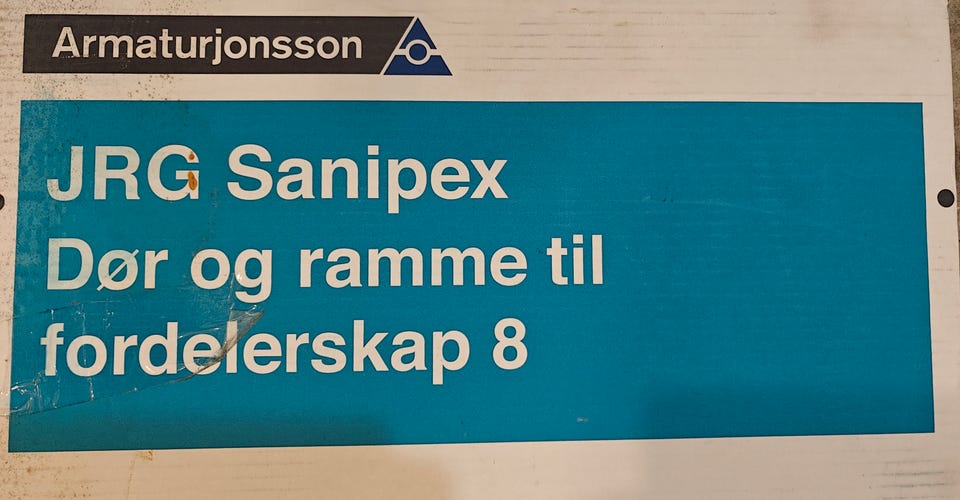 Armaturjonsson
JRG Sanipex
Dør og ramme til
fordelerskap 8